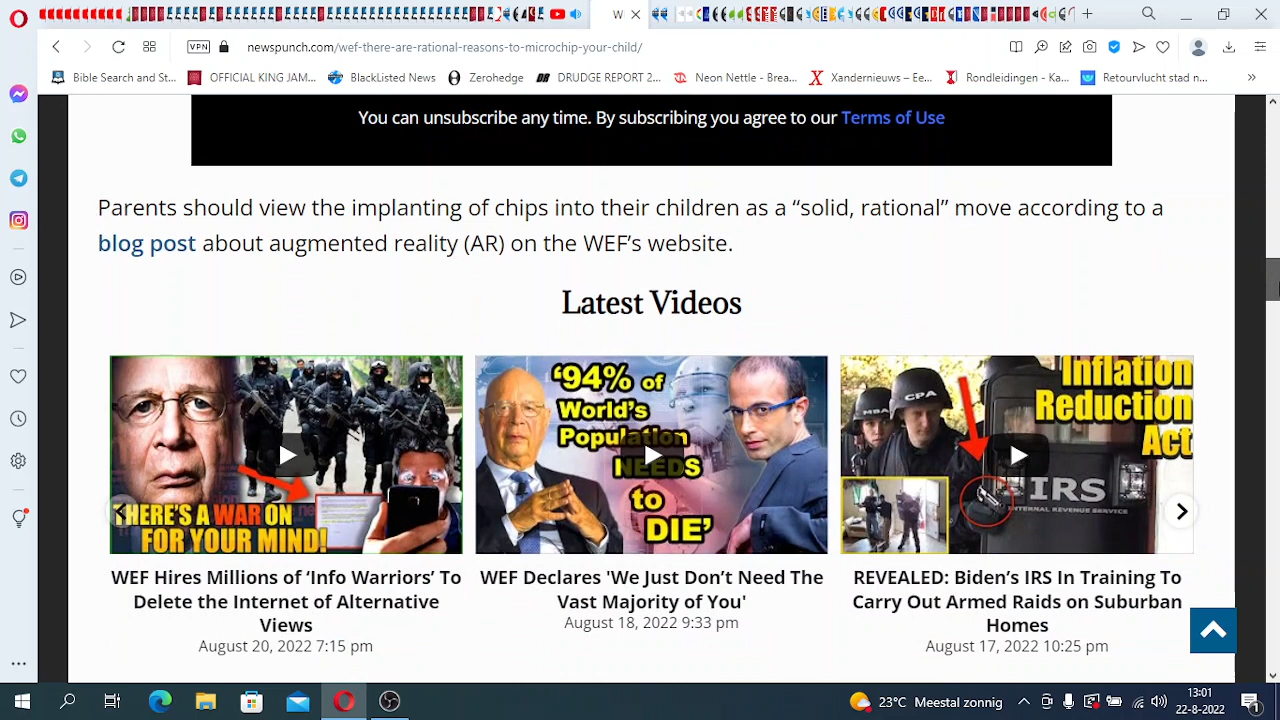 W
newspunch.com/wef-there-are-rational-reasons-to-microchip-your-child/
VPN
Bible Search and St...
OFFICIAL KING JAM...
BlackListed News
Zerohedge
DRUDGE REPORT 2...
Neon Nettle - Brea...
Xandernieuws – Ee...
Rondleidingen - Ka...
Retourvlucht stad n...
You can unsubscribe any time. By subscribing you agree to our Terms of Use
Parents should view the implanting of chips into their children as a “solid, rational” move according to a
blog post about augmented reality (AR) on the WEF’s website.
Latest Videos
THERE'S A WAR ON
FOR YOUR MIND!
‘94% of
World’s
Population
NEEDS
to
DIE’
Inflation
Reduction
Act
MBA
CPA
IRS
INTERNAL REVENUE SERVICE
WEF Hires Millions of ‘Info Warriors’ To
Delete the Internet of Alternative
Views
August 20, 2022 7:15 pm
WEF Declares 'We Just Don’t Need The
Vast Majority of You'
August 18, 2022 9:33 pm
REVEALED: Biden’s IRS In Training To
Carry Out Armed Raids on Suburban
Homes
August 17, 2022 10:25 pm
23°C Meestal zonnig
13:01
22-8-2022
1